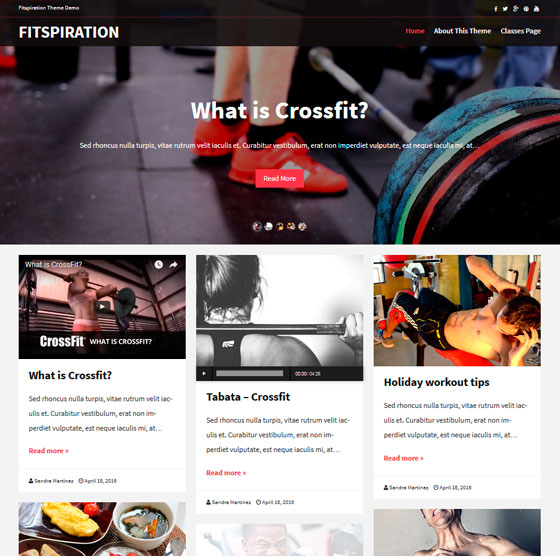 Fitspiration Theme Demo
FITSPIRATION
Home About This Theme Classes Page
What is Crossfit?
Sed rhoncus nulla turpis, vitae rutrum velit iaculis et. Curabitur vestibulum, erat non imperdiet vulputate, est neque iaculis mi, at…
Read More
What is CrossFit?
CrossFit WHAT IS CROSSFIT?
What is Crossfit?
Sed rhoncus nulla turpis, vitae rutrum velit iac-
ulis et. Curabitur vestibulum, erat non im-
perdiet vulputate, est neque iaculis mi, at…
Read more »
Sandra Martines April 18, 2016
00:00 / 04:25
Tabata – Crossfit
Sed rhoncus nulla turpis, vitae rutrum velit iac-
ulis et. Curabitur vestibulum, erat non im-
perdiet vulputate, est neque iaculis mi, at…
Read more »
Sandra Martines April 18, 2016
Holiday workout tips
Sed rhoncus nulla turpis, vitae rutrum velit iac-
ulis et. Curabitur vestibulum, erat non im-
perdiet vulputate, est neque iaculis mi, at…
Read more »
Sandra Martines April 18, 2016